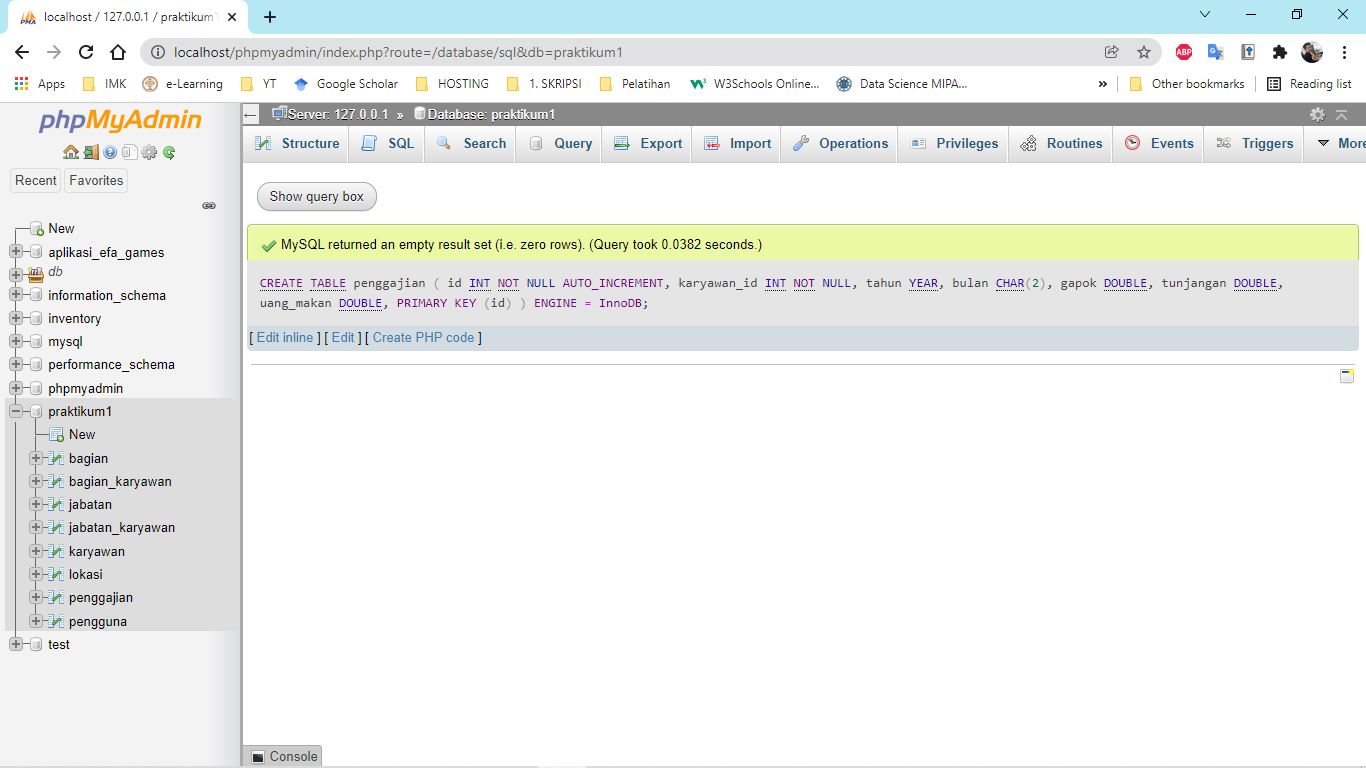 localhost / 127.0.0.1 / praktikum1
localhost/phpmyadmin/index.php?route=/database/sql&db=praktikum1
ABP
Apps IMK e-Learning YT Google Scholar HOSTING 1. SKRIPSI Pelatihan W3Schools Online... Data Science MIPA... » Other bookmarks Reading list
phpMyAdmin
Recent Favorites
New
aplikasi_efa_games
db
information_schema
inventory
mysql
performance_schema
phpmyadmin
praktikum1
New
bagian
bagian_karyawan
jabatan
jabatan_karyawan
karyawan
lokasi
penggajian
pengguna
test
Server: 127.0.0.1 » Database: praktikum1
Structure SQL Search Query Export Import Operations Privileges Routines Events Triggers More
Show query box
MySQL returned an empty result set (i.e. zero rows). (Query took 0.0382 seconds.)
CREATE TABLE penggajian ( id INT NOT NULL AUTO_INCREMENT, karyawan_id INT NOT NULL, tahun YEAR, bulan CHAR(2), gapok DOUBLE, tunjangan DOUBLE,
uang_makan DOUBLE, PRIMARY KEY (id) ) ENGINE = InnoDB;
[ Edit inline ] [ Edit ] [ Create PHP code ]
Console